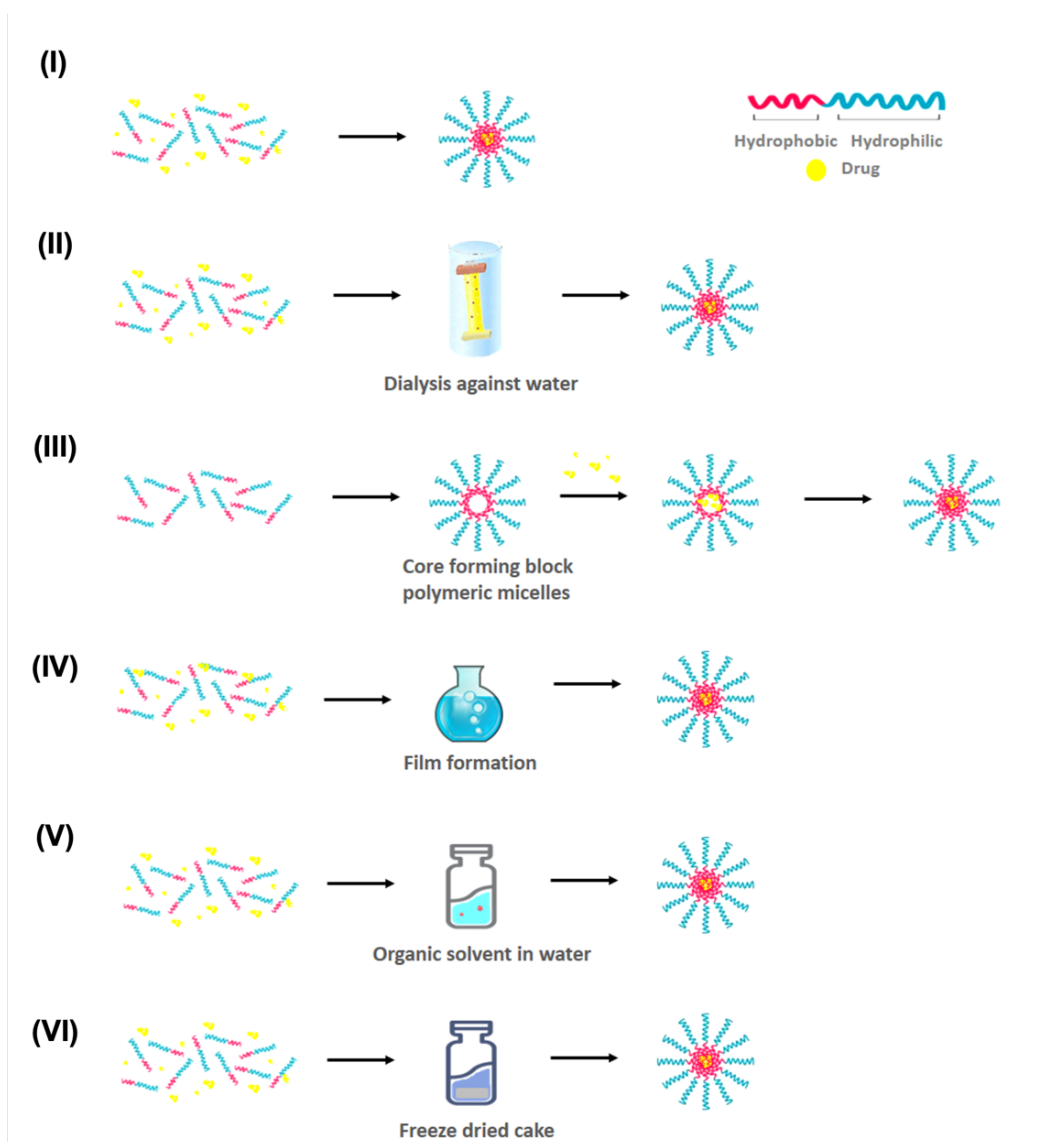 (I)
Hydrophobic Hydrophilic
Drug
(II)
Dialysis against water
(III)
Core forming block
polymeric micelles
(IV)
Film formation
(V)
Organic solvent in water
(VI)
Freeze dried cake